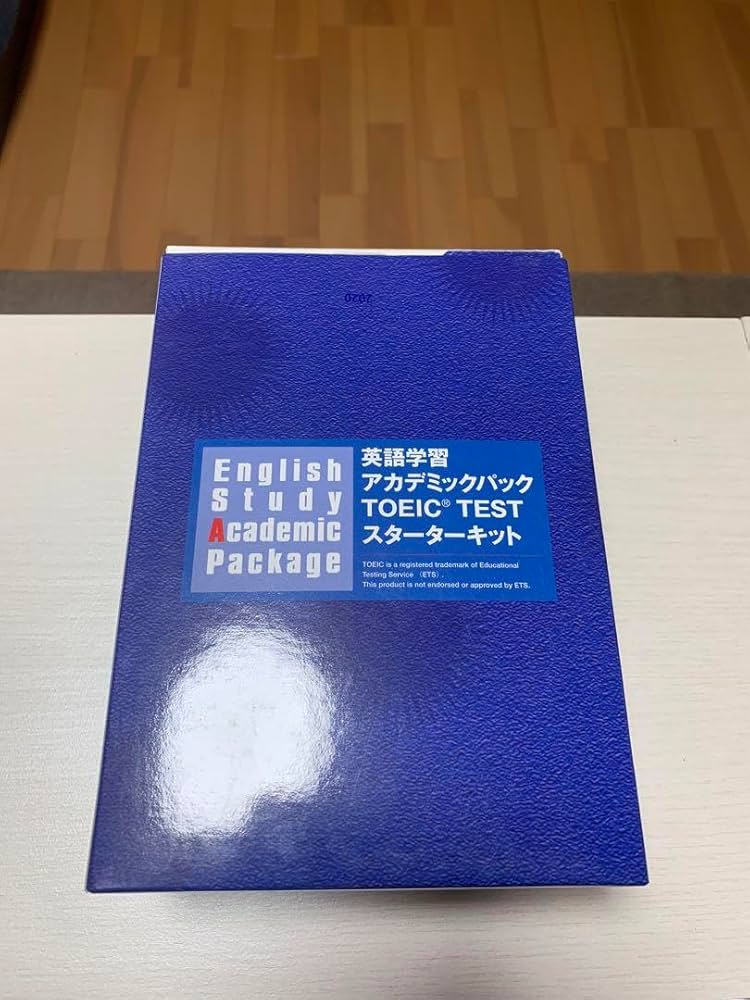 2020
English
Study
Academic
Package
英語学習
アカデミックパック
TOEIC® TEST
スターターキット
TOEIC is a registered trademark of Educational
Testing Service （ETS）.
This product is not endorsed or approved by ETS.